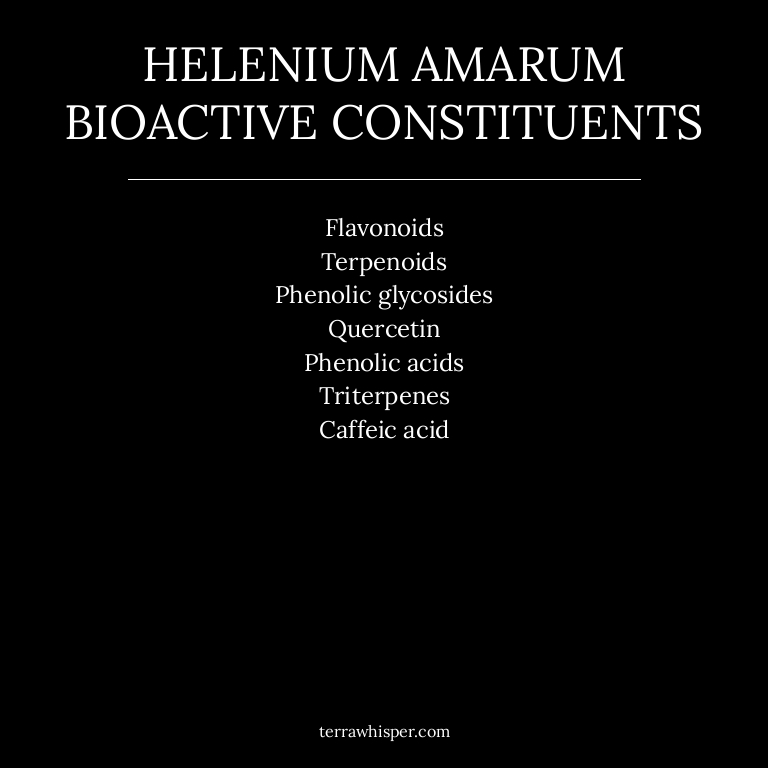 HELENIUM AMARUM
BIOACTIVE CONSTITUENTS
Flavonoids
Terpenoids
Phenolic glycosides
Quercetin
Phenolic acids
Triterpenes
Caffeic acid
terrawhisper.com